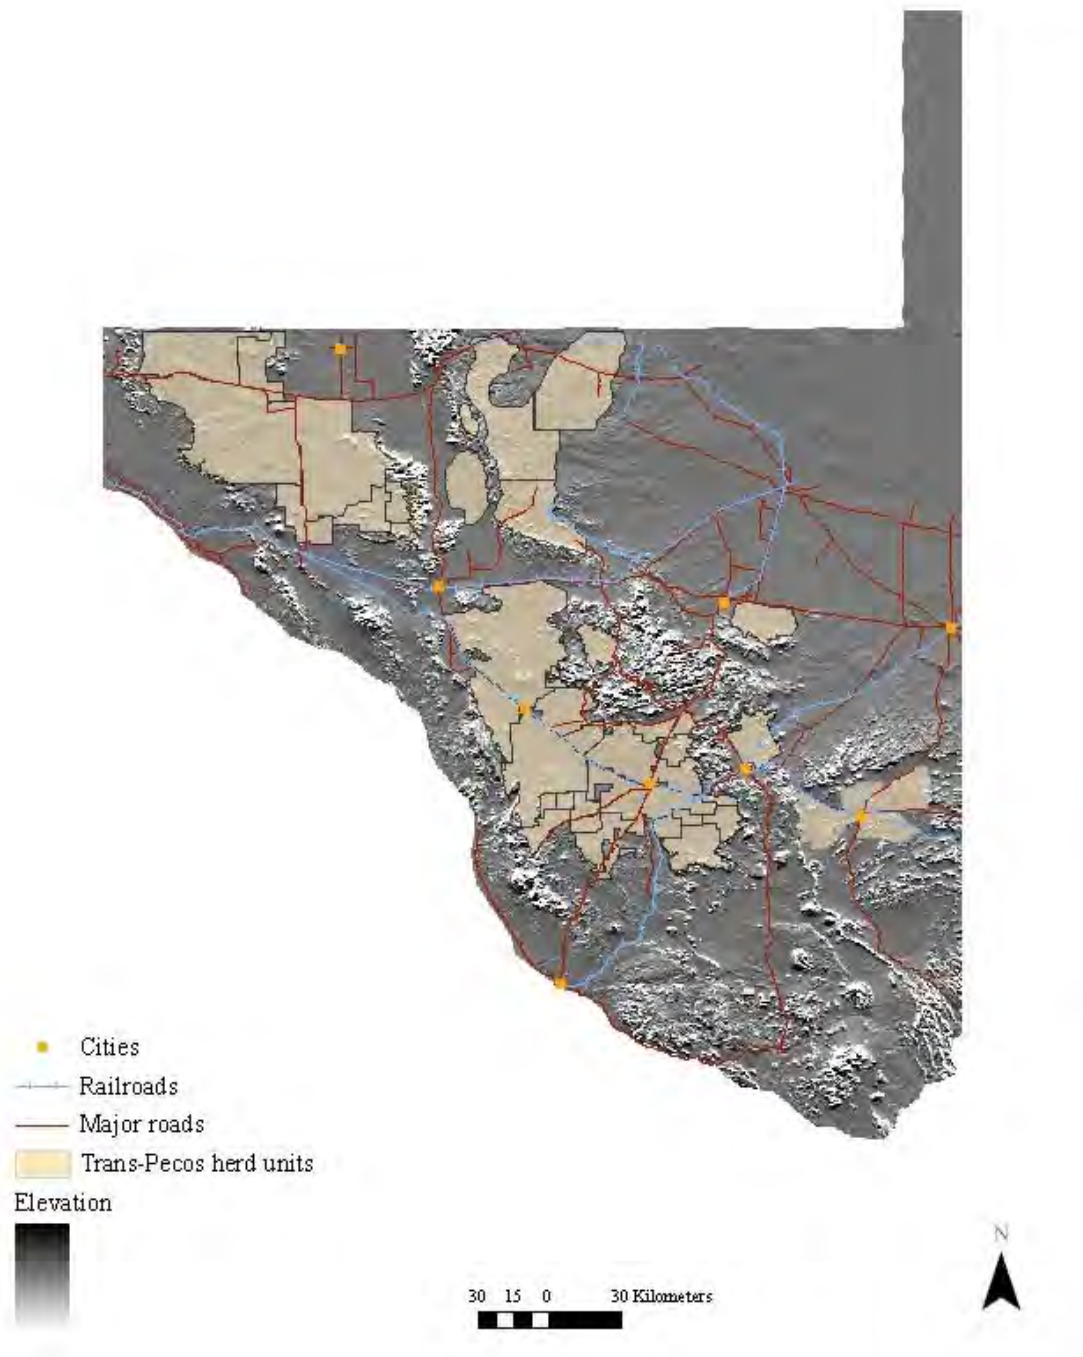 Cities
Railroads
Major roads
Trans-Pecos herd units
Elevation
N
30 15 0 30 Kilometers